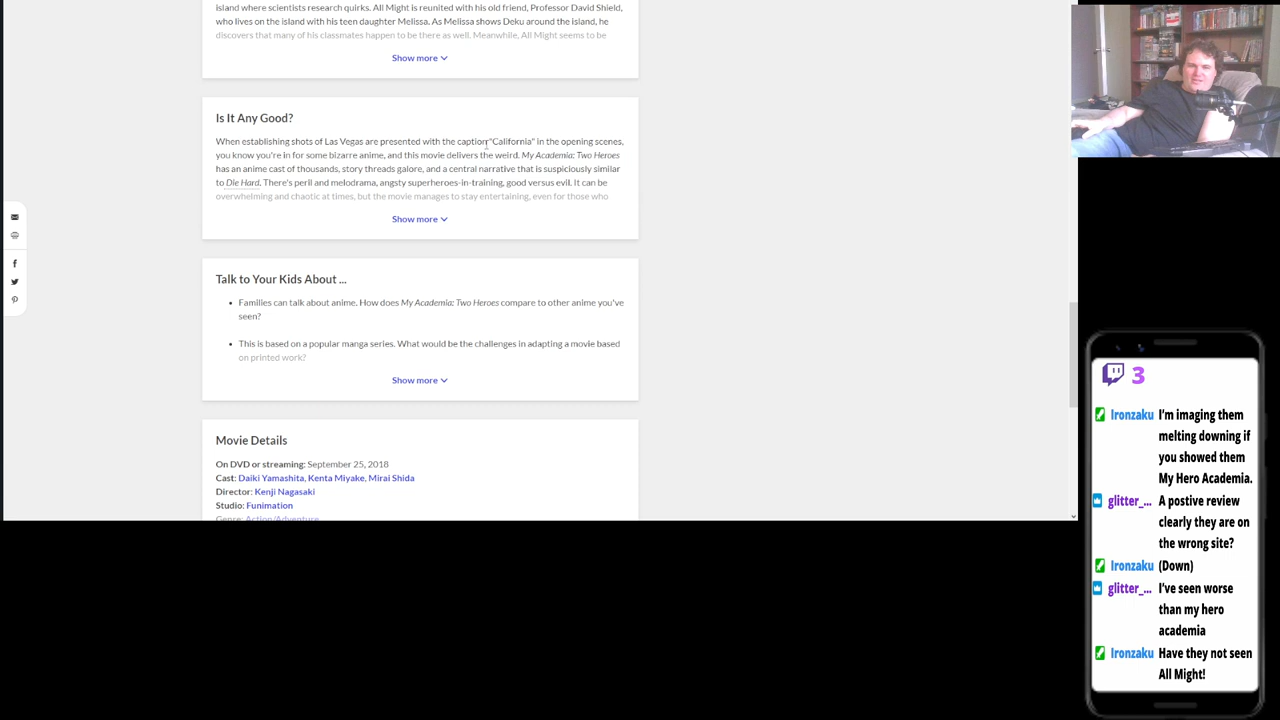 island where scientists research quirks. All Might is reunited with his old friend, Professor David Shield,
who lives on the island with his teen daughter Melissa. As Melissa shows Deku around the island, he
discovers that many of his classmates happen to be there as well. Meanwhile, All Might seems to be
Show more
Is It Any Good?
When establishing shots of Las Vegas are presented with the caption "California" in the opening scenes,
you know you're in for some bizarre anime, and this movie delivers the weird. My Academia: Two Heroes
has an anime cast of thousands, story threads galore, and a central narrative that is suspiciously similar
to Die Hard. There's peril and melodrama, angsty superheroes-in-training, good versus evil. It can be
overwhelming and chaotic at times, but the movie manages to stay entertaining, even for those who
Show more
Talk to Your Kids About ...
Families can talk about anime. How does My Academia: Two Heroes compare to other anime you've
seen?
This is based on a popular manga series. What would be the challenges in adapting a movie based
on printed work?
Show more
Movie Details
On DVD or streaming: September 25, 2018
Cast: Daiki Yamashita, Kenta Miyake, Mirai Shida
Director: Kenji Nagasaki
Studio: Funimation
Genre: Action/Adventure
3
Ironzaku I'm imaging them
melting downing if
you showed them
My Hero Academia.
glitter_... A postive review
clearly they are on
the wrong site?
Ironzaku (Down)
glitter_... I've seen worse
than my hero
academia
Ironzaku Have they not seen
All Might!